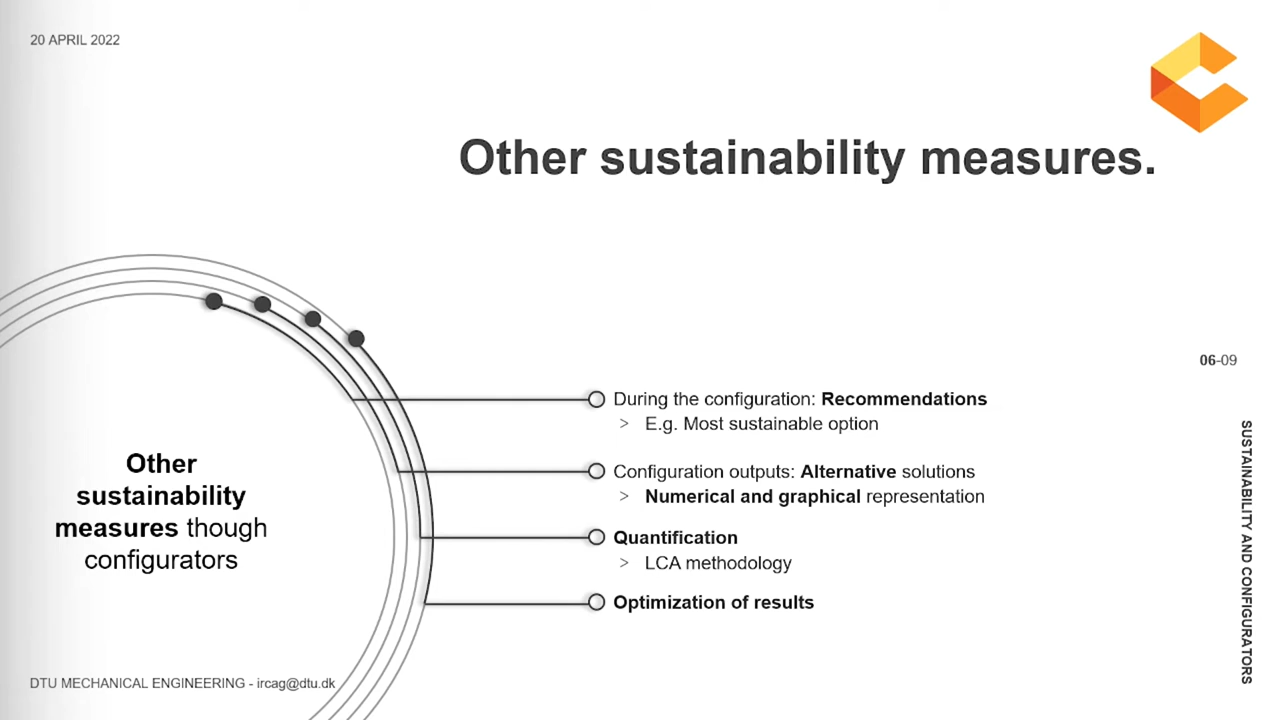 20 APRIL 2022
Other sustainability measures.
06-09
During the configuration: Recommendations
> E.g. Most sustainable option
Configuration outputs: Alternative solutions
> Numerical and graphical representation
Quantification
> LCA methodology
Optimization of results
Other
sustainability
measures though
configurators
SUSTAINABILITY AND CONFIGURATORS
DTU MECHANICAL ENGINEERING - ircag@dtu.dk